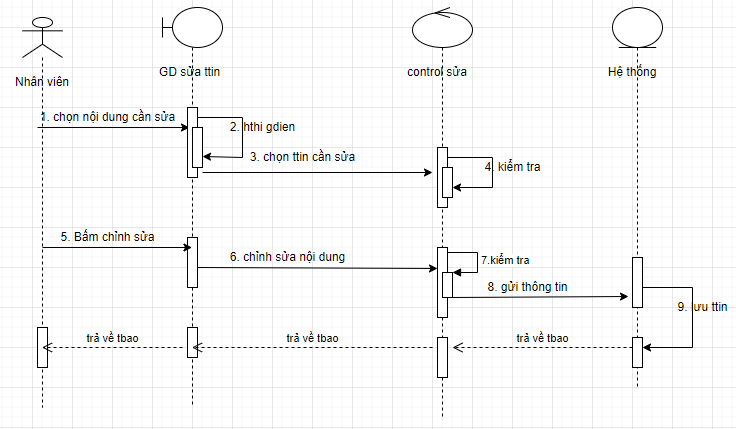 Nhân viên
GD sửa ttin
control sửa
Hệ thống
1. chọn nội dung cần sửa
2. hthi gdien
3. chọn ttin cần sửa
4. kiểm tra
5. Bấm chỉnh sửa
6. chỉnh sửa nội dung
7.kiểm tra
8. gửi thông tin
9. lưu ttin
trả về tbao
trả về tbao
trả về tbao